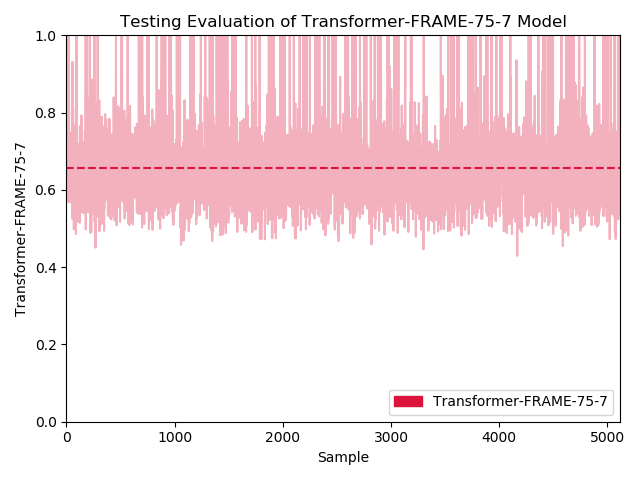 Testing Evaluation of Transformer-FRAME-75-7 Model
1.0
0.8
0.6
0.4
0.2
0.0
Transformer-FRAME-75-7
Transformer-FRAME-75-7
0 1000 2000 3000 4000 5000
Sample